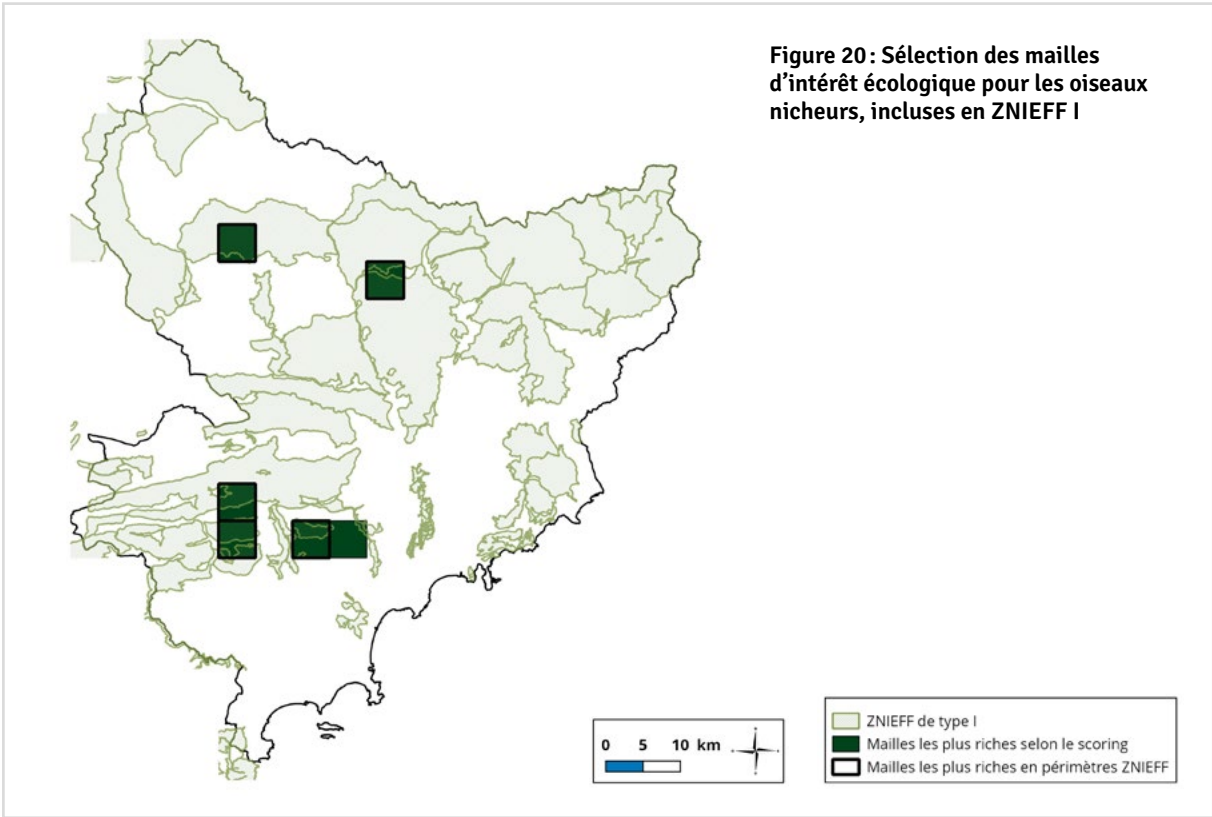 Figure 20 : Sélection des mailles
d'intérêt écologique pour les oiseaux
nicheurs, incluses en ZNIEFF I
0 5 10 km
ZNIEFF de type I
Mailles les plus riches selon le scoring
Mailles les plus riches en périmètres ZNIEFF